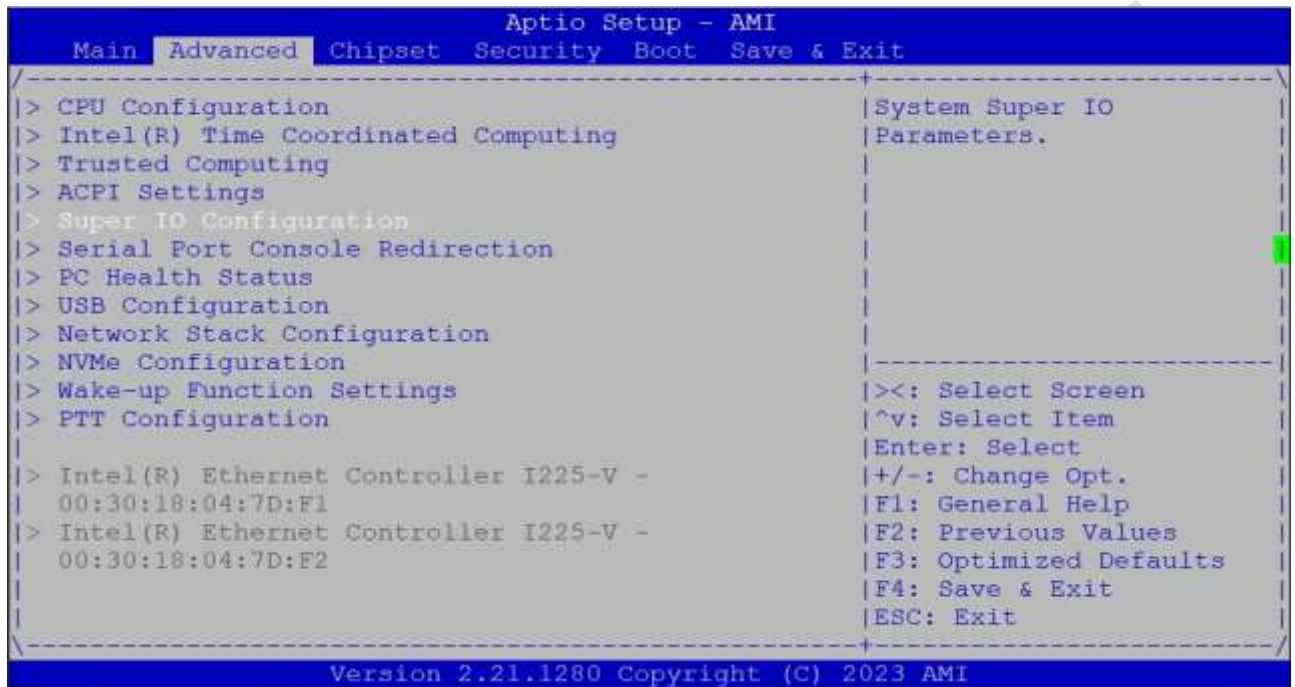 Aptio Setup - AMI
Main Advanced Chipset Security Boot Save & Exit
/----------------------------------------------------+-------------------------\
|> CPU Configuration |System Super IO |
|> Intel(R) Time Coordinated Computing |Parameters. |
|> Trusted Computing | |
|> ACPI Settings | |
|> Super IO Configuration | |
|> Serial Port Console Redirection | |
|> PC Health Status | |
|> USB Configuration | |
|> Network Stack Configuration | |
|> NVMe Configuration |-------------------------|
|> Wake-up Function Settings |><: Select Screen |
|> PTT Configuration |^v: Select Item |
| |Enter: Select |
|> Intel(R) Ethernet Controller I225-V - |+/-: Change Opt. |
| 00:30:18:04:7D:F1 |F1: General Help |
|> Intel(R) Ethernet Controller I225-V - |F2: Previous Values |
| 00:30:18:04:7D:F2 |F3: Optimized Defaults |
| |F4: Save & Exit |
| |ESC: Exit |
\----------------------------------------------------+-------------------------/
Version 2.21.1280 Copyright (C) 2023 AMI